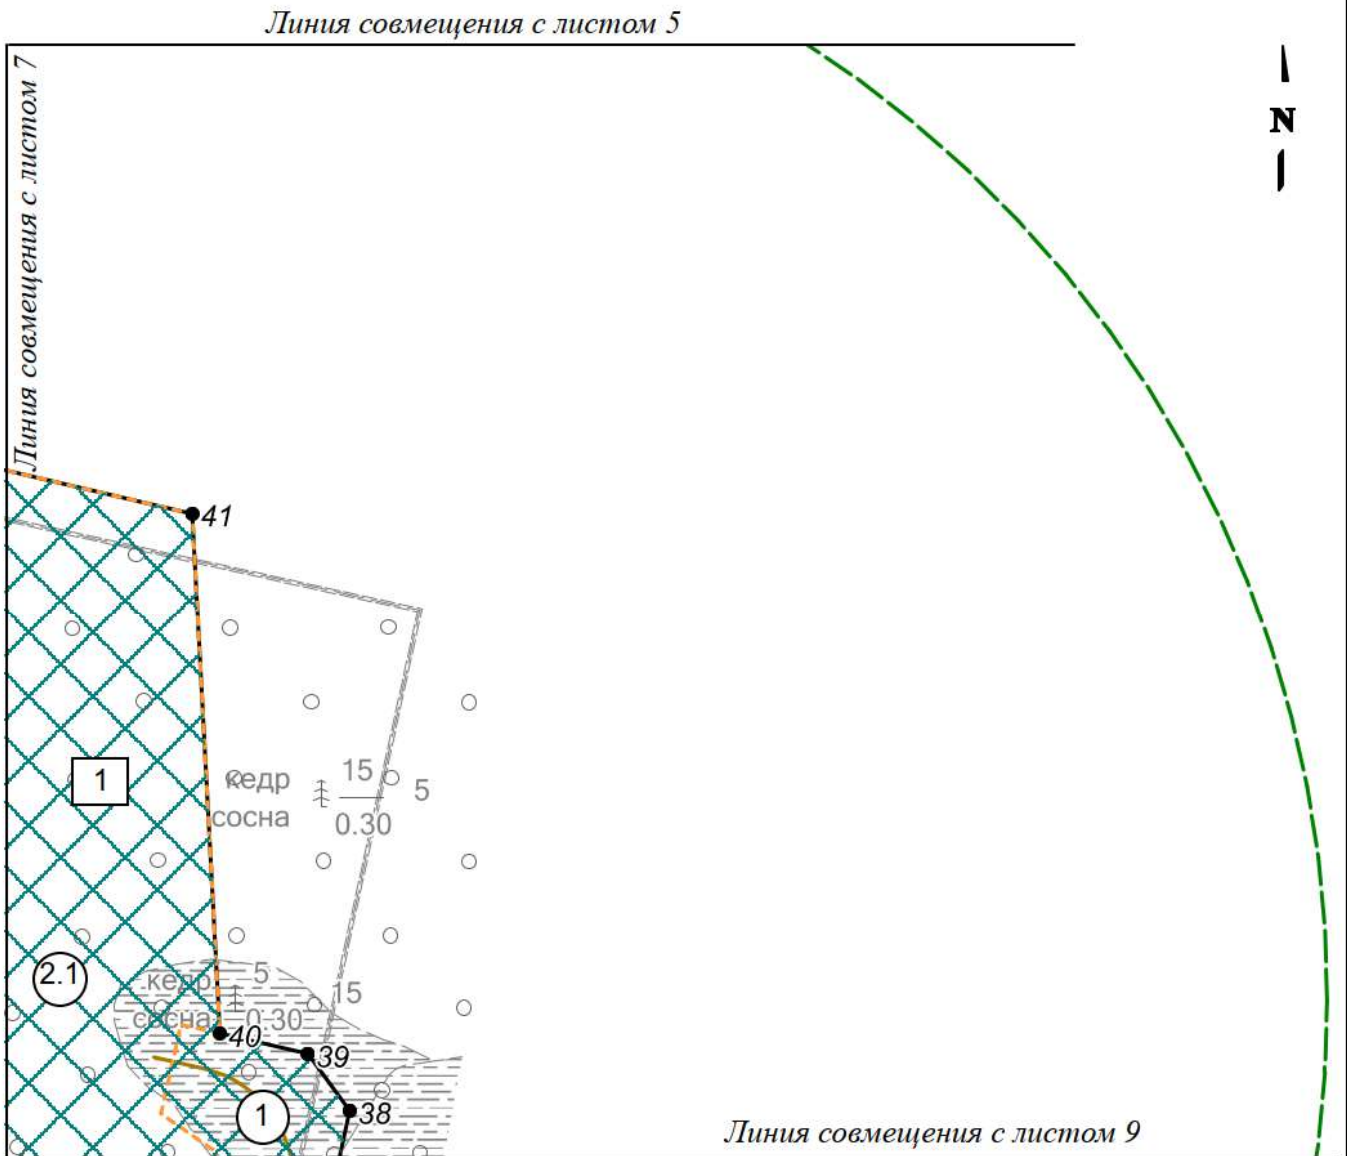 Линия совмещения с листом 5
Линия совмещения с листом 7
N
41
1
кедр 15
сосна 0.30 5
2.1
кедр 5
сосна 0.30 15
40
39
38
1
Линия совмещения с листом 9